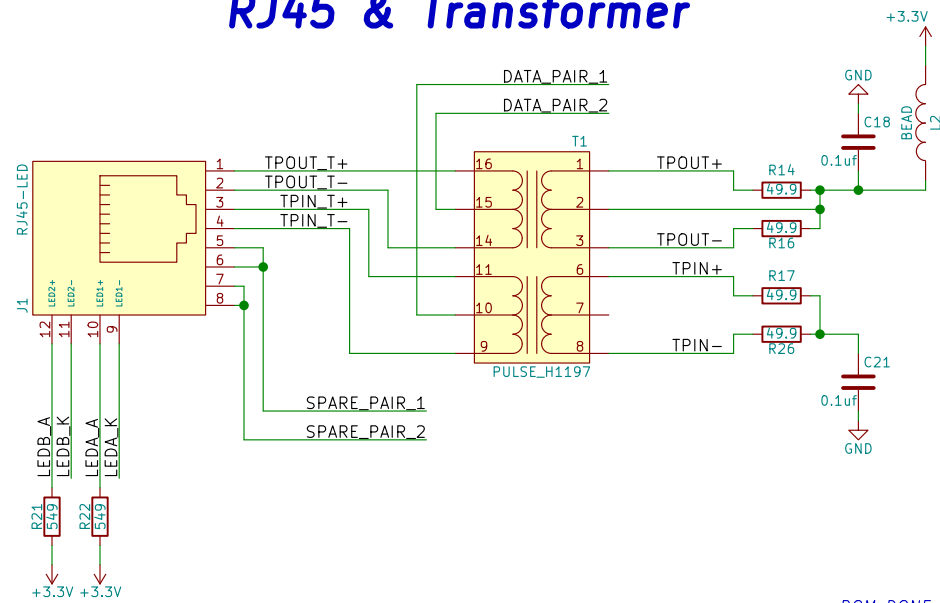 RJ45 & Transformer
+3.3V
DATA_PAIR_1
GND
DATA_PAIR_2
C18
BEAD
L2
T1
0.1uf
RJ45-LED
1
TPOUT_T+
16
1
TPOUT+
R14
2
TPOUT_T-
49.9
3
TPIN_T+
15
2
4
TPIN_T-
49.9
5
14
3
TPOUT-
R16
6
11
6
TPIN+
R17
7
LED2+
LED2-
LED1+
LED1-
8
49.9
J1
10
7
12
11
10
9
49.9
9
8
TPIN-
R26
C21
PULSE_H1197
0.1uf
SPARE_PAIR_1
SPARE_PAIR_2
GND
LEDB_A
LEDB_K
LEDA_A
LEDA_K
R21
549
R22
549
+3.3V
+3.3V